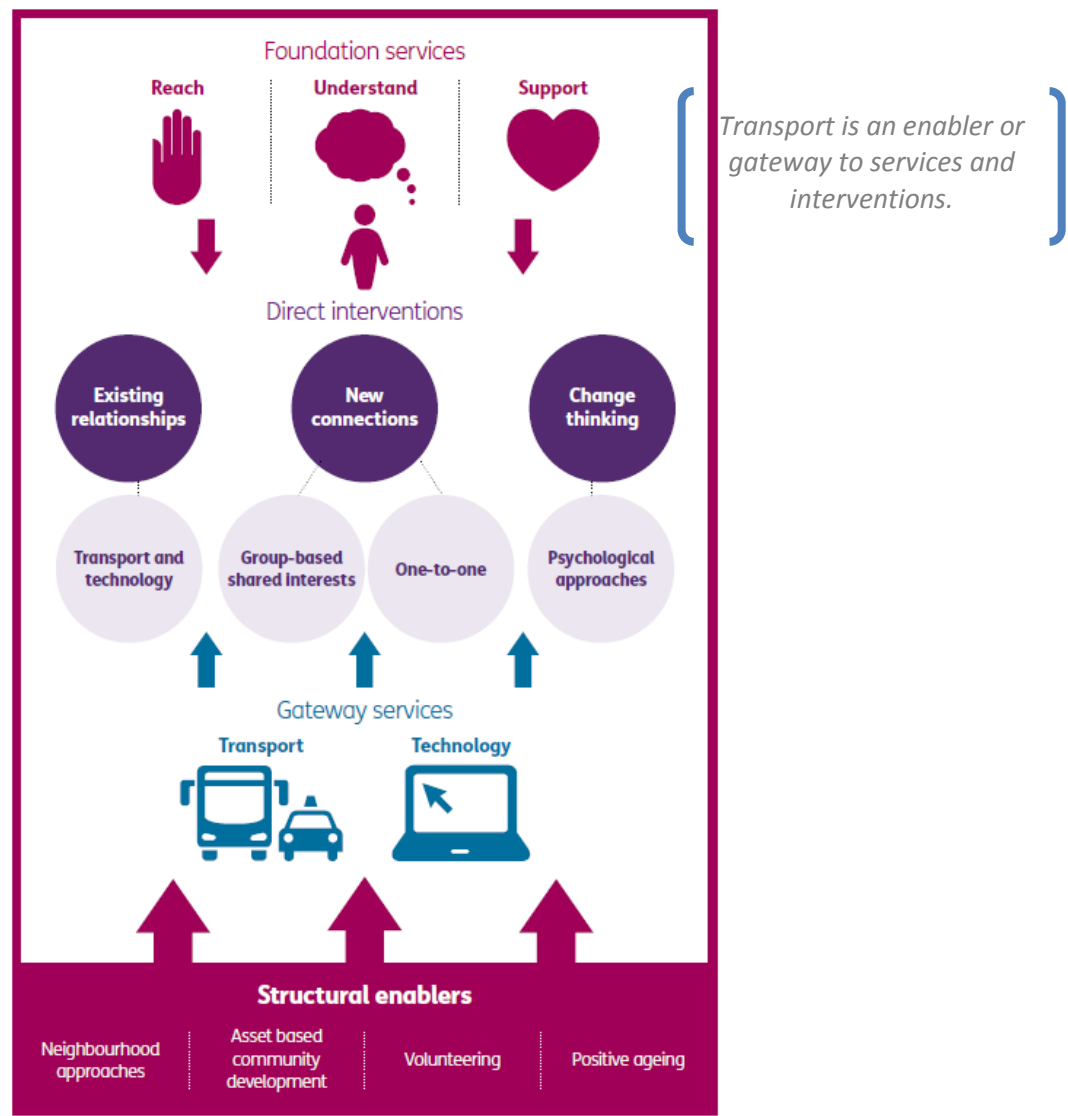 Foundation services
Reach
Understand
Support
Transport is an enabler or
gateway to services and
interventions.
Direct interventions
Existing
relationships
New
connections
Change
thinking
Transport and
technology
Group-based
shared interests
One-to-one
Psychological
approaches
Gateway services
Transport
Technology
Structural enablers
Neighbourhood
approaches
Asset based
community
development
Volunteering
Positive ageing